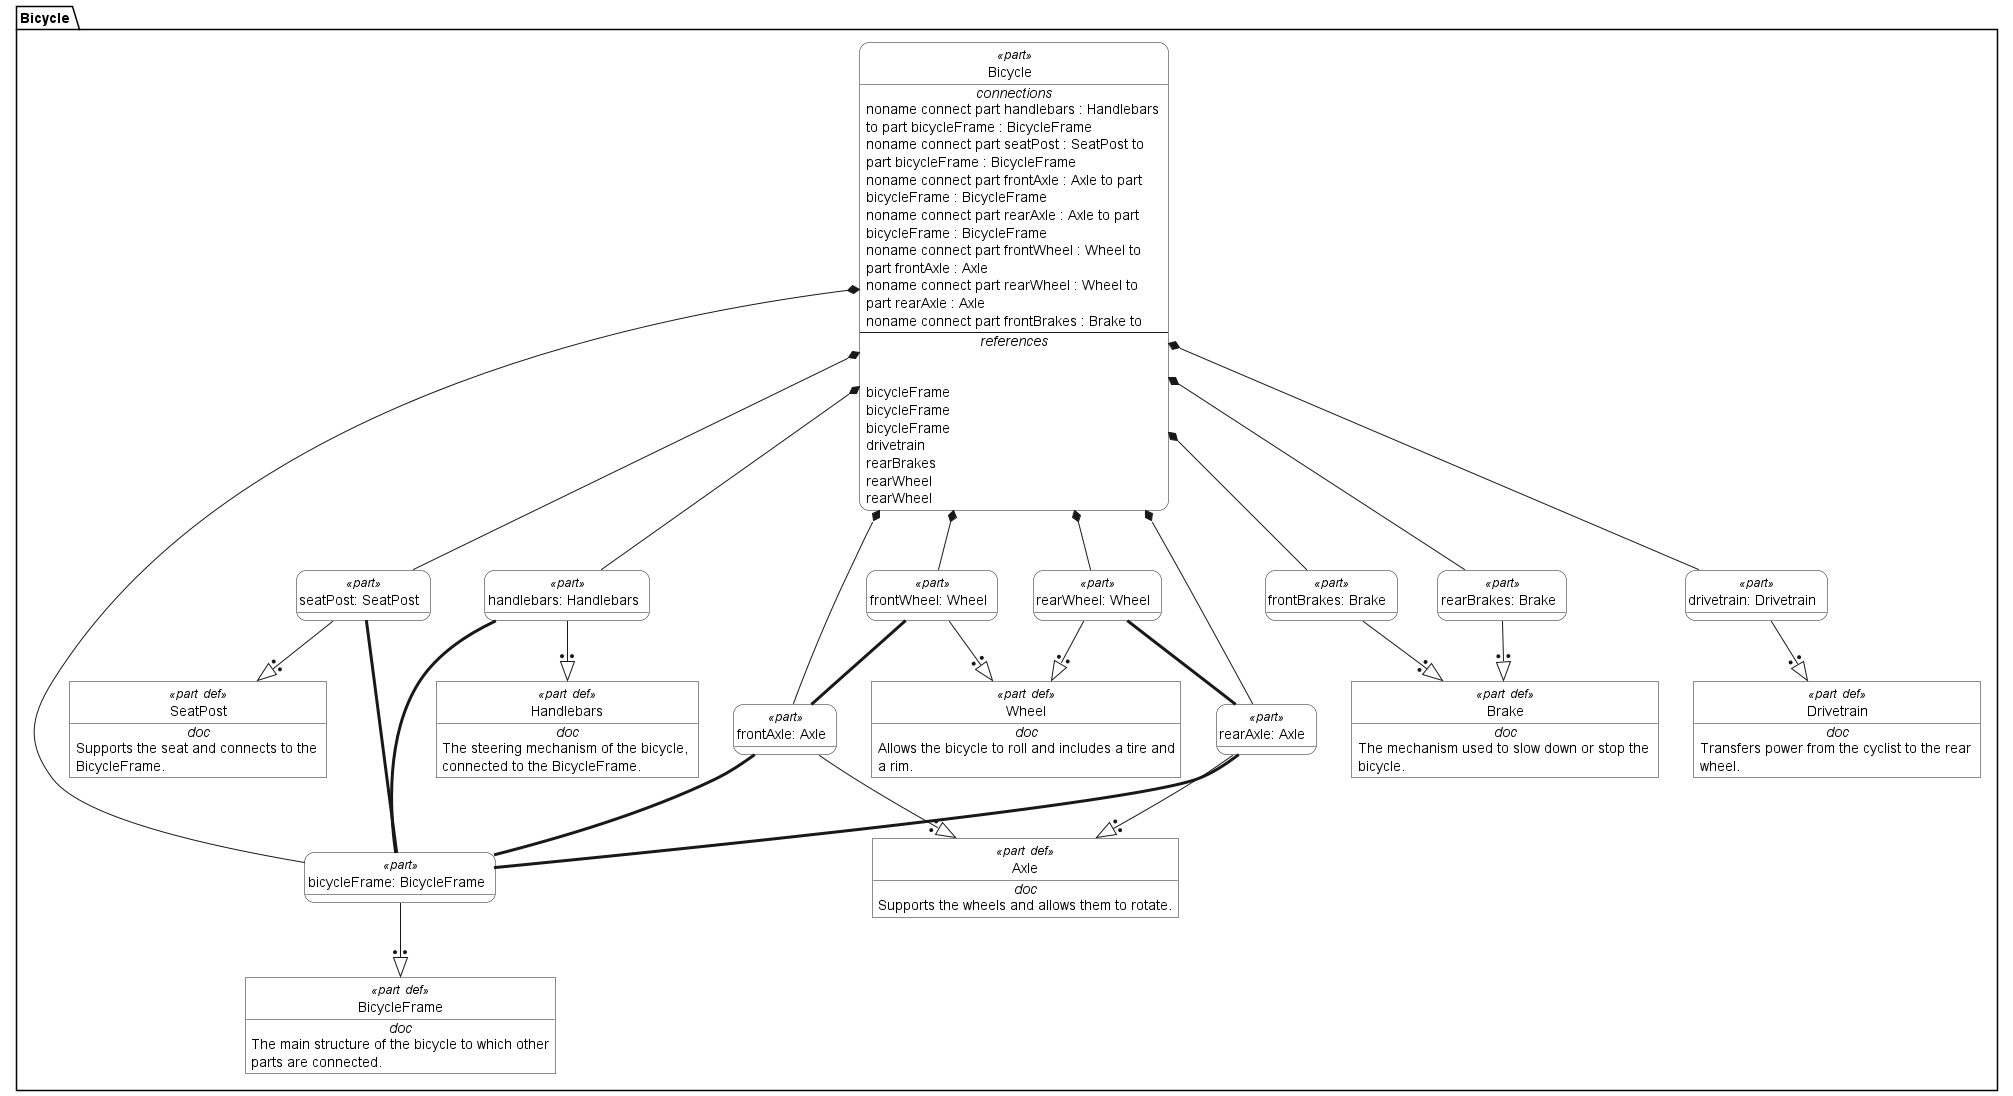 Bicycle
«part»
Bicycle
connections
noname connect part handlebars : Handlebars
to part bicycleFrame : BicycleFrame
noname connect part seatPost : SeatPost to
part bicycleFrame : BicycleFrame
noname connect part frontAxle : Axle to part
bicycleFrame : BicycleFrame
noname connect part rearAxle : Axle to part
bicycleFrame : BicycleFrame
noname connect part frontWheel : Wheel to
part frontAxle : Axle
noname connect part rearWheel : Wheel to
part rearAxle : Axle
noname connect part frontBrakes : Brake to
references
bicycleFrame
bicycleFrame
bicycleFrame
drivetrain
rearBrakes
rearWheel
rearWheel
«part»
seatPost: SeatPost
«part»
handlebars: Handlebars
«part»
frontWheel: Wheel
«part»
rearWheel: Wheel
«part»
frontBrakes: Brake
«part»
rearBrakes: Brake
«part»
drivetrain: Drivetrain
«part def»
SeatPost
doc
Supports the seat and connects to the
BicycleFrame.
«part def»
Handlebars
doc
The steering mechanism of the bicycle,
connected to the BicycleFrame.
«part»
frontAxle: Axle
«part def»
Wheel
doc
Allows the bicycle to roll and includes a tire and
a rim.
«part»
rearAxle: Axle
«part def»
Brake
doc
The mechanism used to slow down or stop the
bicycle.
«part def»
Drivetrain
doc
Transfers power from the cyclist to the rear
wheel.
«part»
bicycleFrame: BicycleFrame
«part def»
Axle
doc
Supports the wheels and allows them to rotate.
«part def»
BicycleFrame
doc
The main structure of the bicycle to which other
parts are connected.